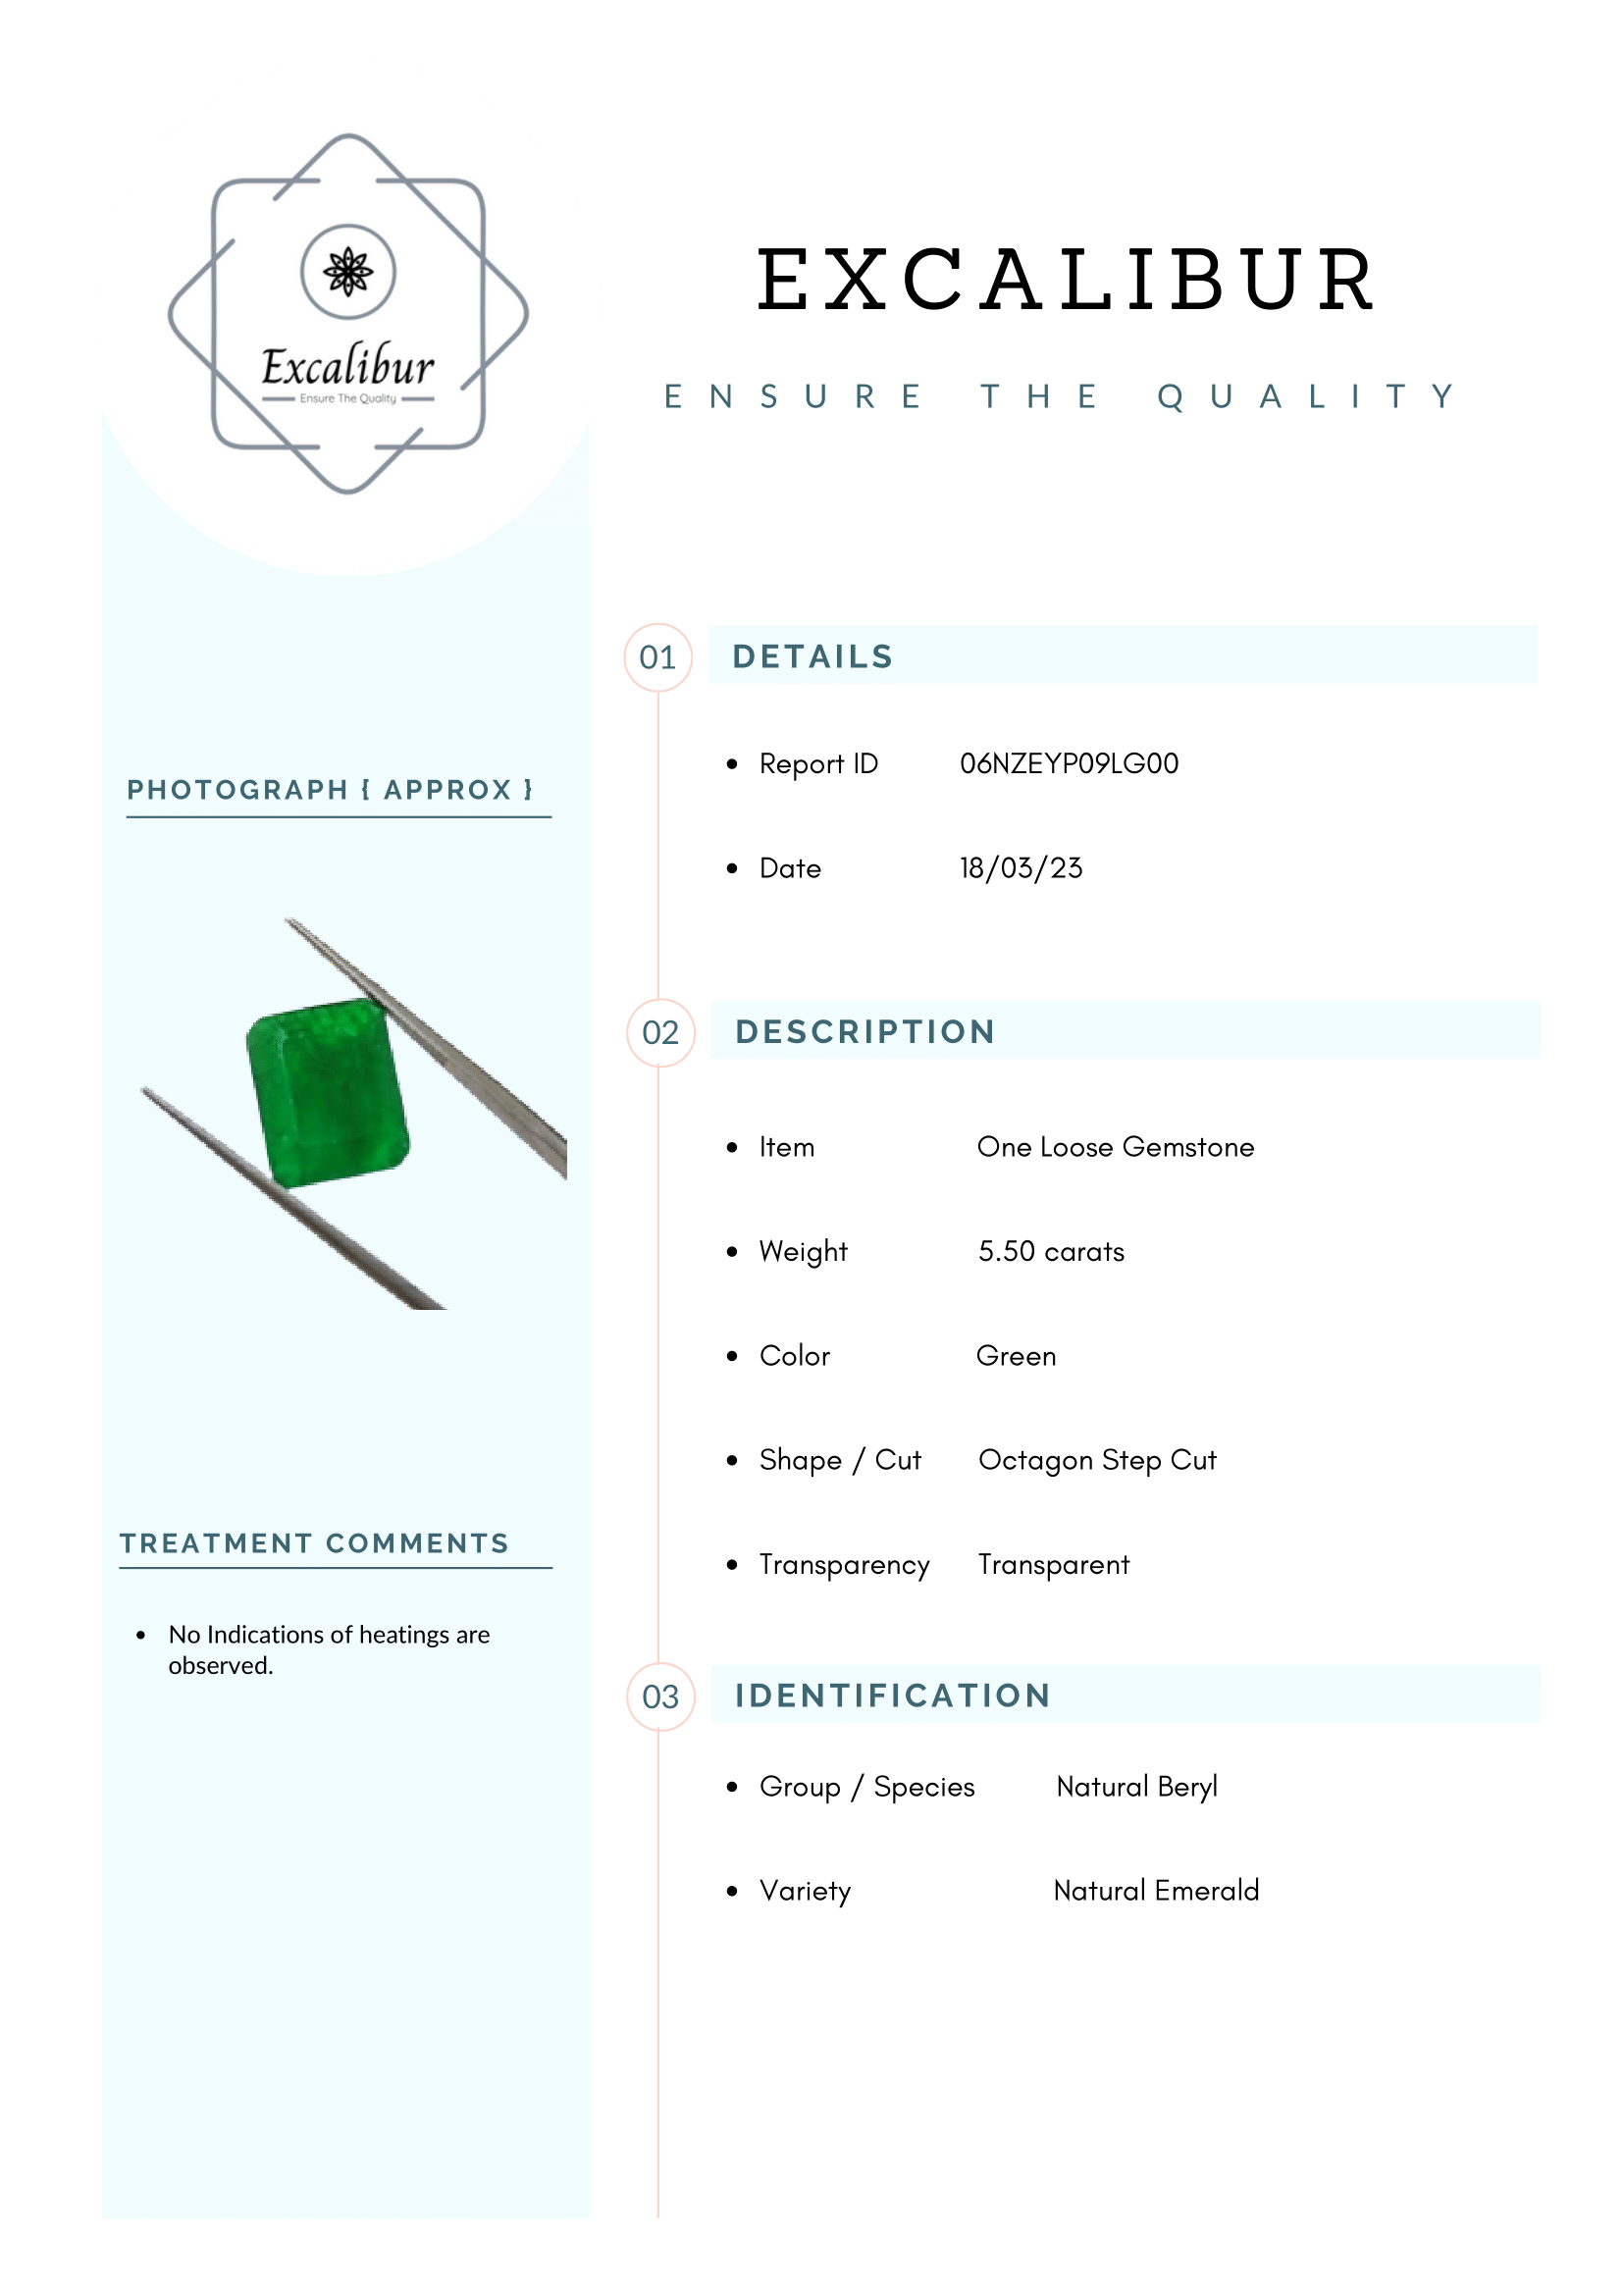 Excalibur
Ensure The Quality
EXCALIBUR
ENSURE THE QUALITY
PHOTOGRAPH { APPROX }
TREATMENT COMMENTS
• No Indications of heatings are
observed.
01 DETAILS
• Report ID 06NZEYP09LG00
• Date 18/03/23
02 DESCRIPTION
• Item One Loose Gemstone
• Weight 5.50 carats
• Color Green
• Shape / Cut Octagon Step Cut
• Transparency Transparent
03 IDENTIFICATION
• Group / Species Natural Beryl
• Variety Natural Emerald